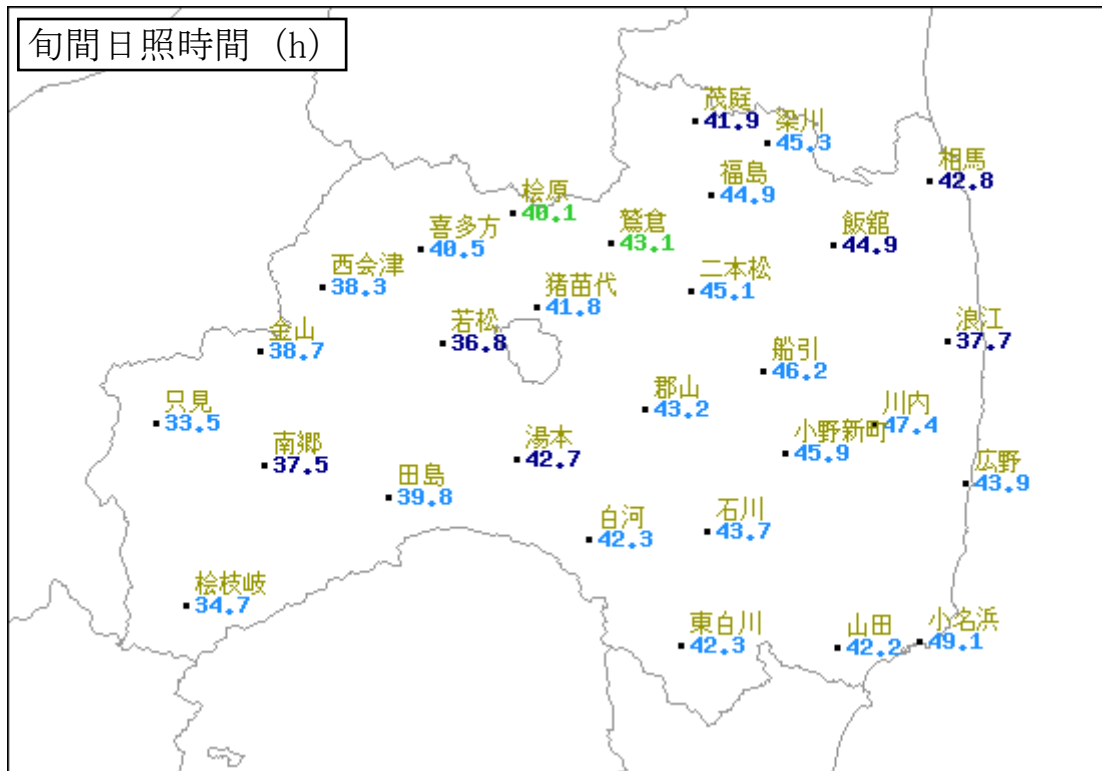 旬間日照時間 (h)
茂庭
41.9
梁川
45.3
相馬
42.8
福島
44.9
桧原
40.1
鷲倉
43.1
飯舘
44.9
喜多方
40.5
西会津
38.3
二本松
45.1
猪苗代
41.8
若松
36.8
浪江
37.7
金山
38.7
船引
46.2
郡山
43.2
只見
33.5
川内
47.4
小野新町
45.9
南郷
37.5
湯本
42.7
広野
43.9
田島
39.8
白河
42.3
石川
43.7
桧枝岐
34.7
東白川
42.3
山田
42.2
小名浜
49.1